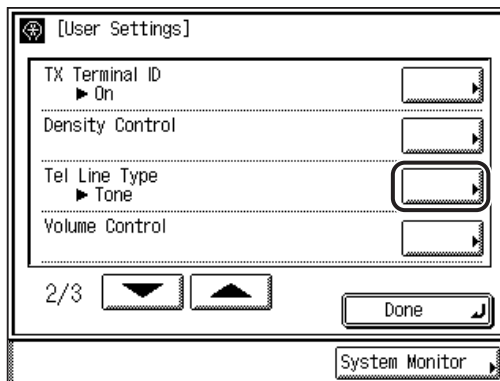 [User Settings]
TX Terminal ID
▶ On
Density Control
Tel Line Type
▶ Tone
Volume Control
2/3
Done
System Monitor